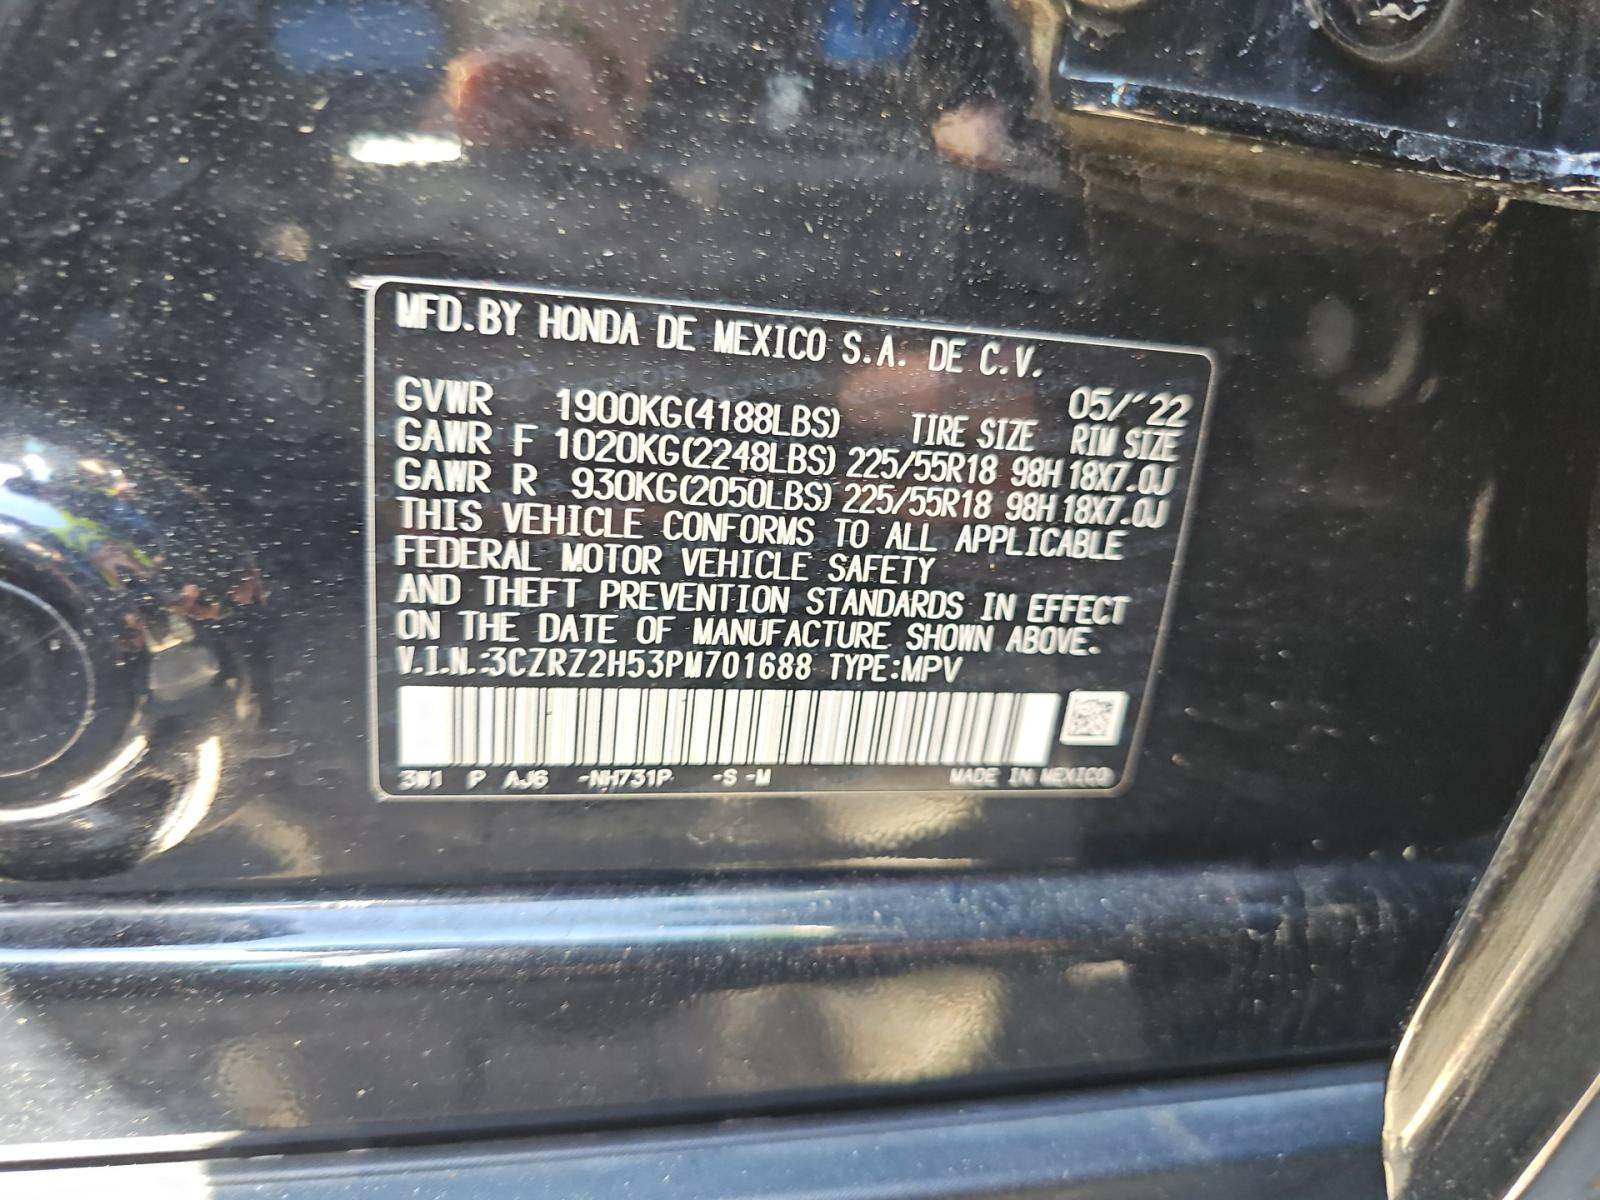 MFD.BY HONDA DE MEXICO S.A. DE C.V.
05/'22
GVWR 1900KG(4188LBS) TIRE SIZE RIM SIZE
GAWR F 1020KG(2248LBS) 225/55R18 98H 18X7.0J
GAWR R 930KG(2050LBS) 225/55R18 98H 18X7.0J
THIS VEHICLE CONFORMS TO ALL APPLICABLE
FEDERAL MOTOR VEHICLE SAFETY
AND THEFT PREVENTION STANDARDS IN EFFECT
ON THE DATE OF MANUFACTURE SHOWN ABOVE.
V.I.N.:3CZRZ2H53PM701688 TYPE:MPV
3W1 P AJ6 -NH731P -S -M MADE IN MEXICO